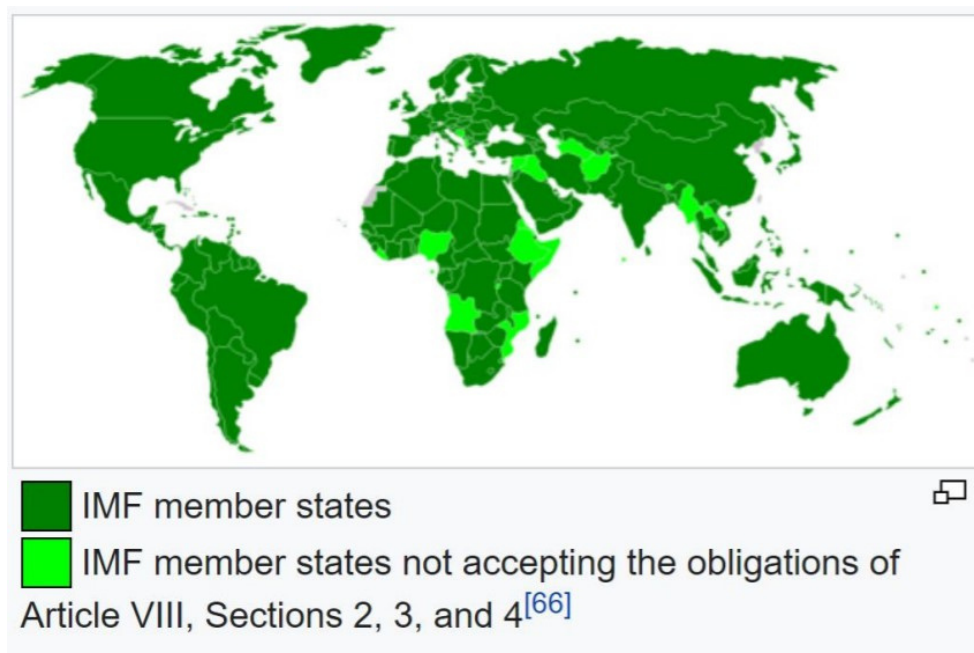 IMF member states
IMF member states not accepting the obligations of
Article VIII, Sections 2, 3, and 4[66]